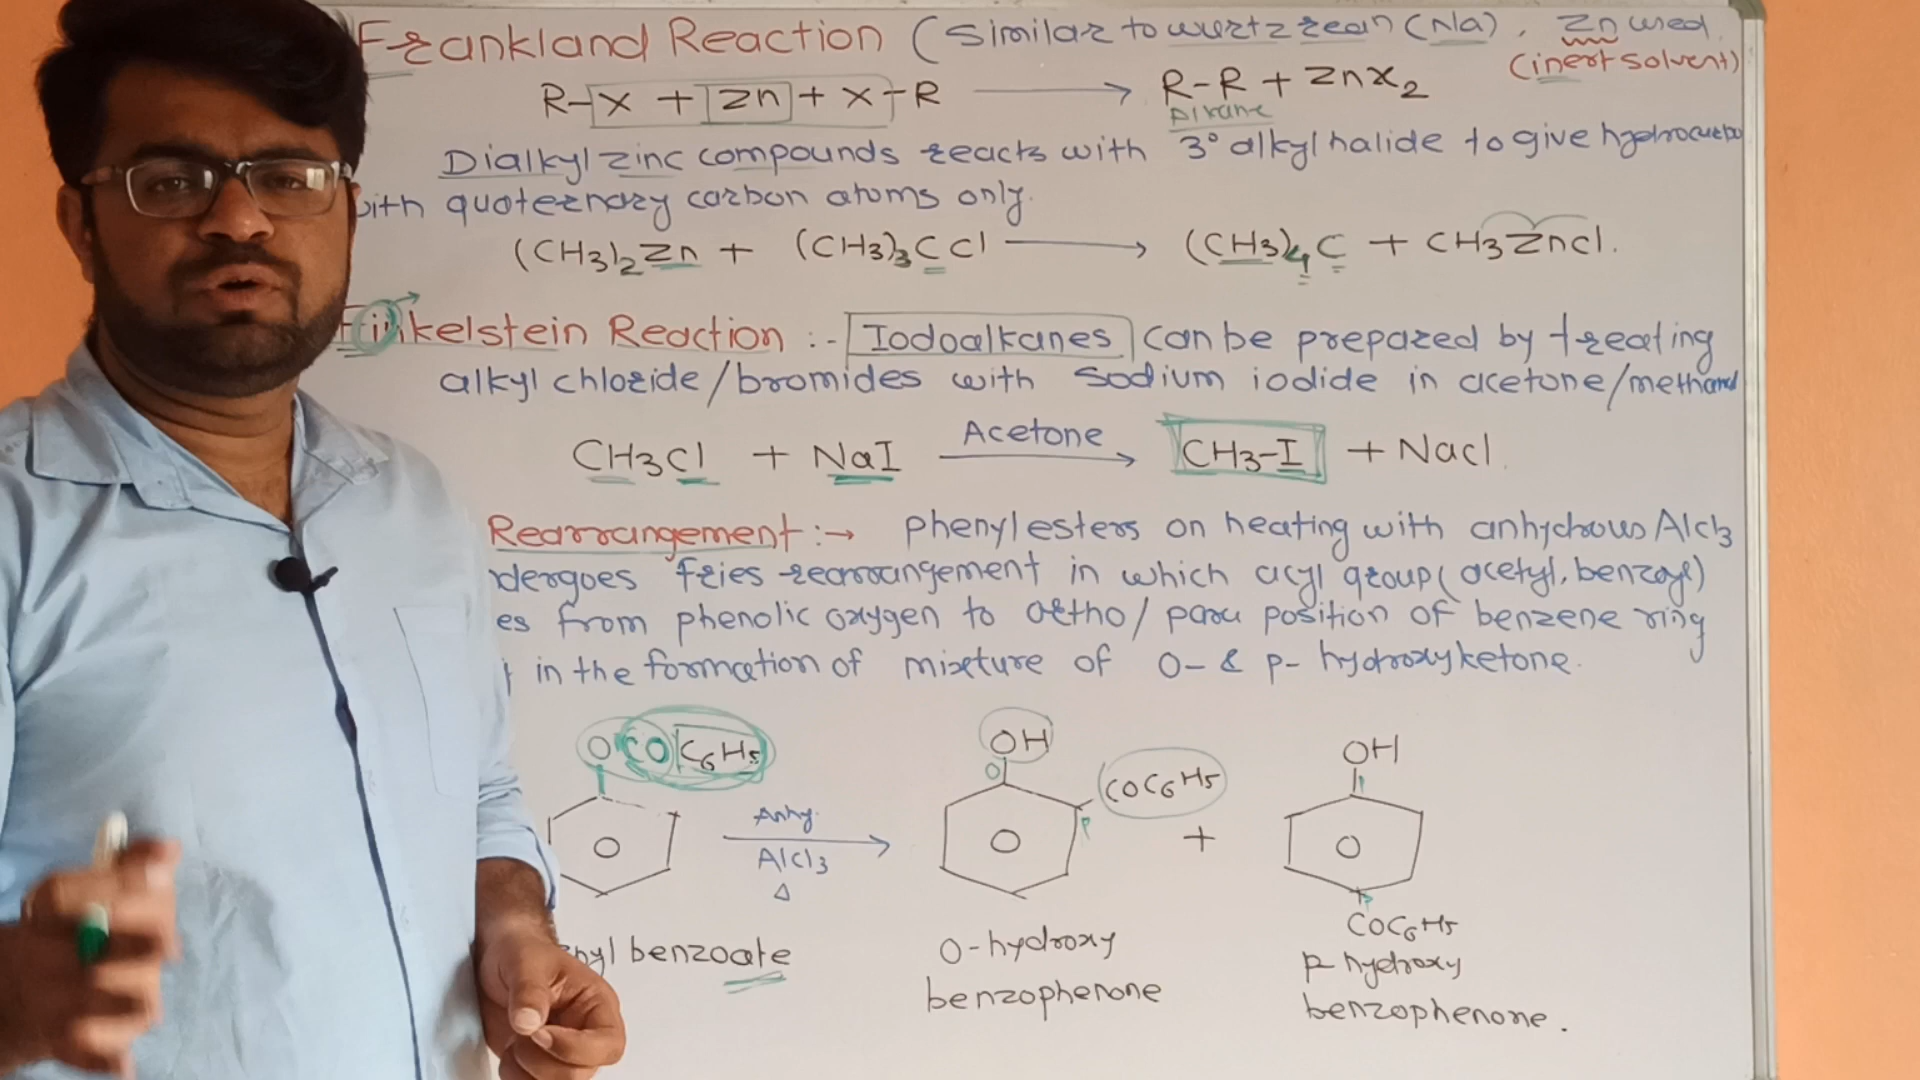 Frankland Reaction (Similar to wurtz rean (Na), Zn used
(inert solvent)
R-X + Zn + X-R → R-R + ZnX2
Alkane
Dialkyl zinc compounds reacts with 3° alkyl halide to give hydrocarbo
with quoternary carbon atoms only.
(CH3)2Zn + (CH3)3CCl → (CH3)4C + CH3ZnCl.
Finkelstein Reaction :- Iodoalkanes can be prepared by treating
alkyl chloride/bromides with sodium iodide in acetone/methanol
CH3Cl + NaI Acetone → CH3-I + NaCl.
Rearrangement :→ Phenyl esters on heating with anhydrous AlCl3
dergoes fries rearrangement in which acyl group (acetyl, benzoyl)
es from phenolic oxygen to ortho/para position of benzene ring
in the formation of mixture of O- & p- hydroxyketone.
OCOC6H5
OH
OH
O
COC6H5
Anhy.
AlCl3
Δ
+
P
P
COC6H5
nyl benzoate
O-hydroxy
benzophenone
P hydroxy
benzophenone.